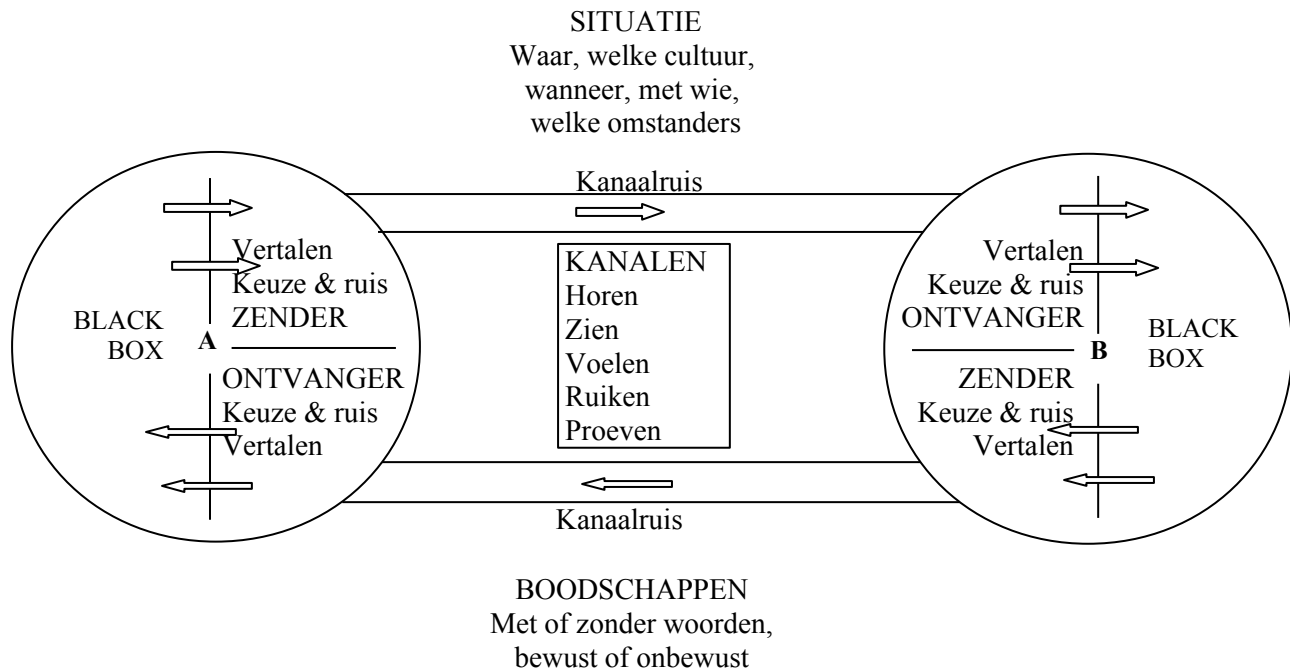 SITUATIE
Waar, welke cultuur,
wanneer, met wie,
welke omstanders
Kanaalruis
Vertalen
Keuze & ruis
ZENDER
BLACK
BOX
A
ONTVANGER
Keuze & ruis
Vertalen
KANALEN
Horen
Zien
Voelen
Ruiken
Proeven
Vertalen
Keuze & ruis
ONTVANGER
B
BLACK
BOX
ZENDER
Keuze & ruis
Vertalen
Kanaalruis
BOODSCHAPPEN
Met of zonder woorden,
bewust of onbewust